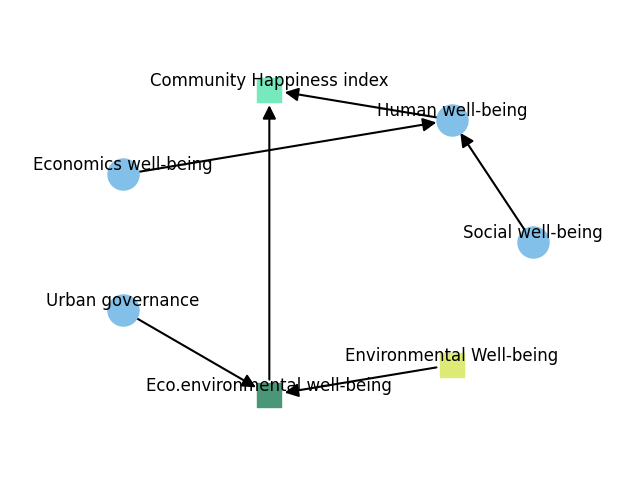 Community Happiness index
Human well-being
Economics well-being
Social well-being
Urban governance
Environmental Well-being
Eco.environmental well-being